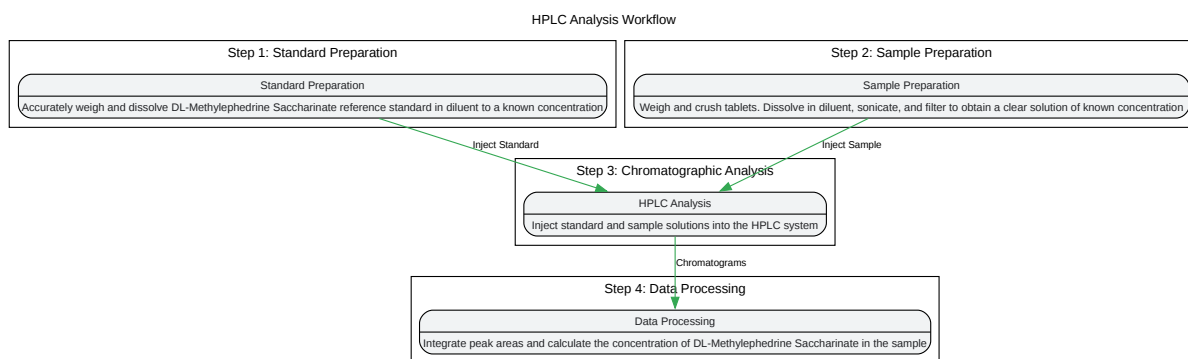 HPLC Analysis Workflow
Step 1: Standard Preparation
Standard Preparation
Accurately weigh and dissolve DL-Methylephedrine Saccharinate reference standard in diluent to a known concentration
Step 2: Sample Preparation
Sample Preparation
Weigh and crush tablets. Dissolve in diluent, sonicate, and filter to obtain a clear solution of known concentration
Inject Standard
Inject Sample
Step 3: Chromatographic Analysis
HPLC Analysis
Inject standard and sample solutions into the HPLC system
Chromatograms
Step 4: Data Processing
Data Processing
Integrate peak areas and calculate the concentration of DL-Methylephedrine Saccharinate in the sample